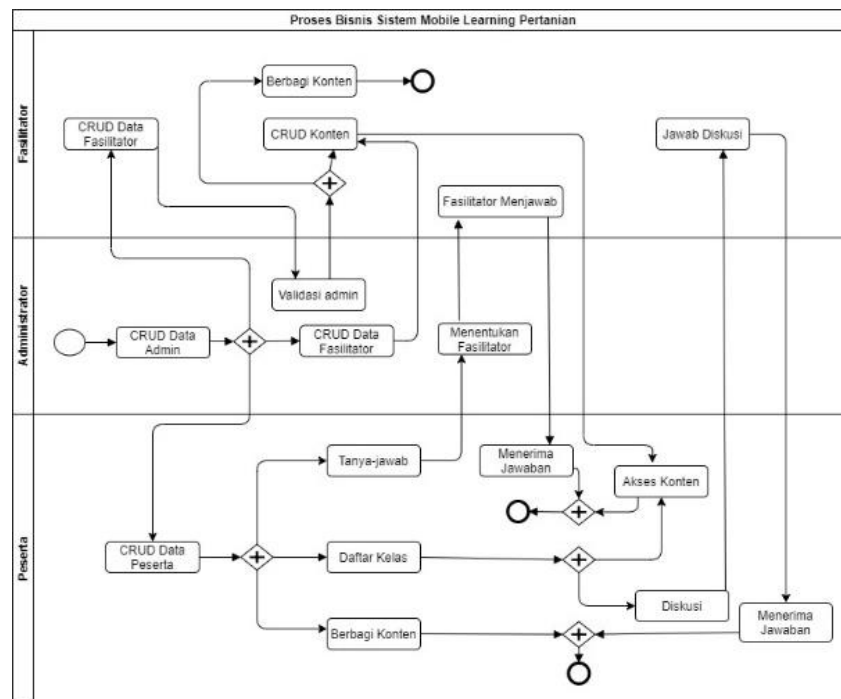 Proses Bisnis Sistem Mobile Learning Pertanian
Fasilitator
Berbagi Konten
CRUD Data
Fasilitator
CRUD Konten
Jawab Diskusi
Fasilitator Menjawab
Administrator
Validasi admin
CRUD Data
Admin
CRUD Data
Fasilitator
Menentukan
Fasilitator
Peserta
Tanya-jawab
Menerima
Jawaban
Akses Konten
CRUD Data
Peserta
Daftar Kelas
Diskusi
Berbagi Konten
Menerima
Jawaban